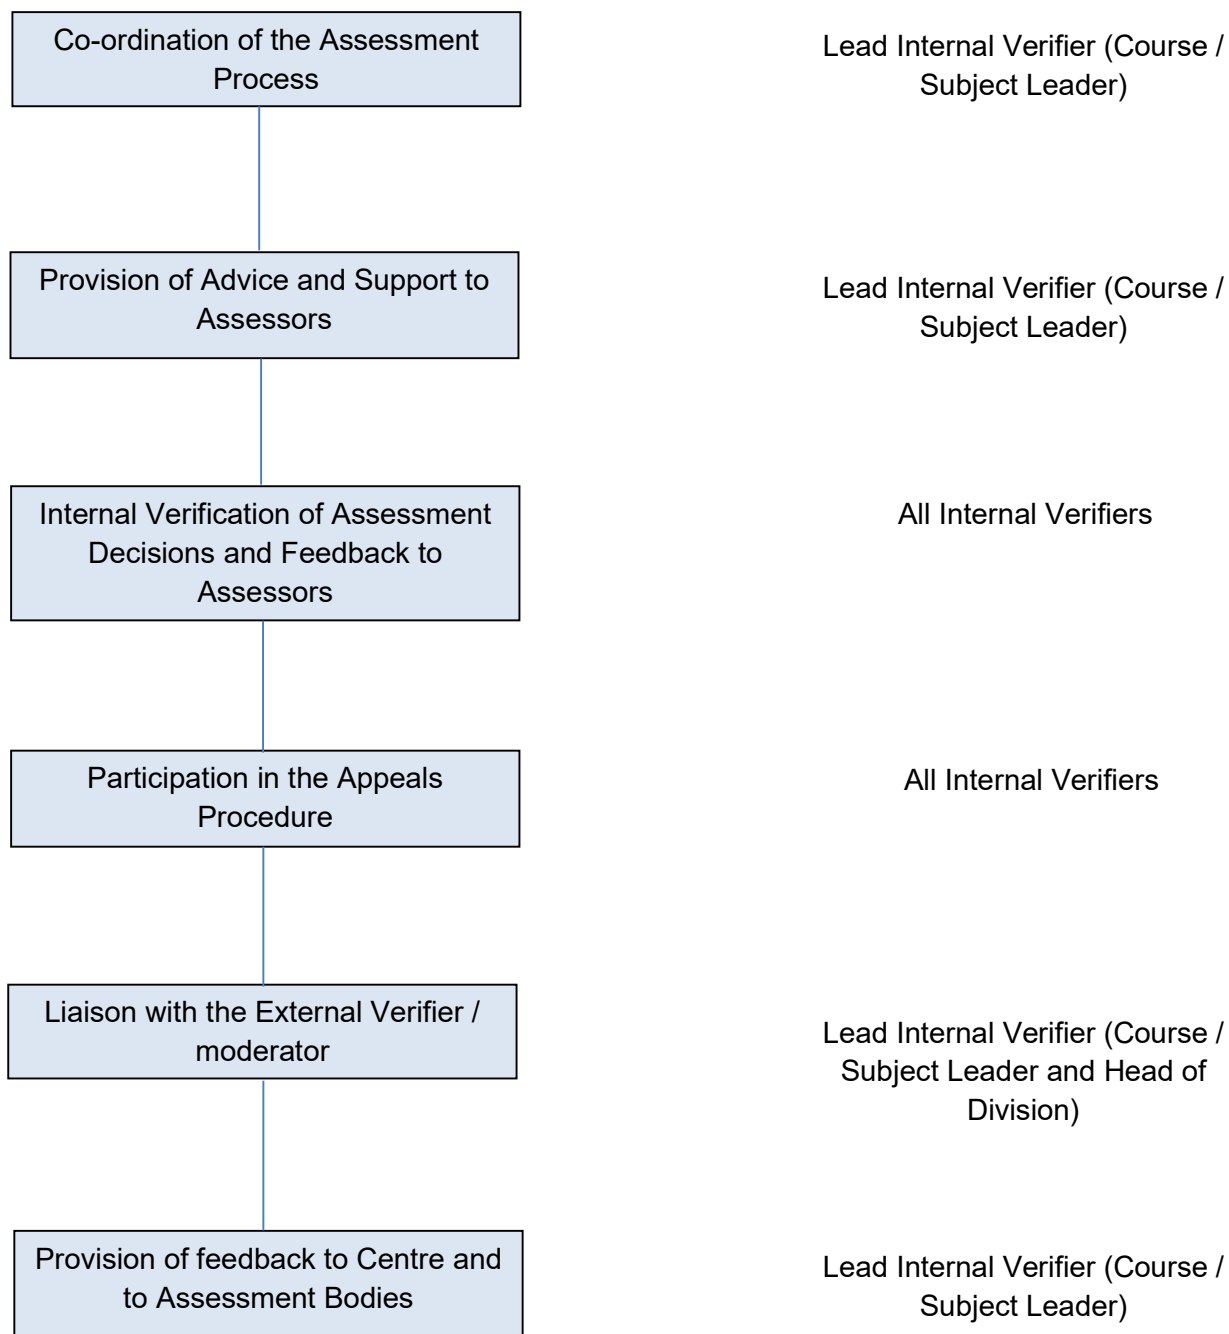 Co-ordination of the Assessment
Process
Lead Internal Verifier (Course /
Subject Leader)
Provision of Advice and Support to
Assessors
Lead Internal Verifier (Course /
Subject Leader)
Internal Verification of Assessment
Decisions and Feedback to
Assessors
All Internal Verifiers
Participation in the Appeals
Procedure
All Internal Verifiers
Liaison with the External Verifier /
moderator
Lead Internal Verifier (Course /
Subject Leader and Head of
Division)
Provision of feedback to Centre and
to Assessment Bodies
Lead Internal Verifier (Course /
Subject Leader)